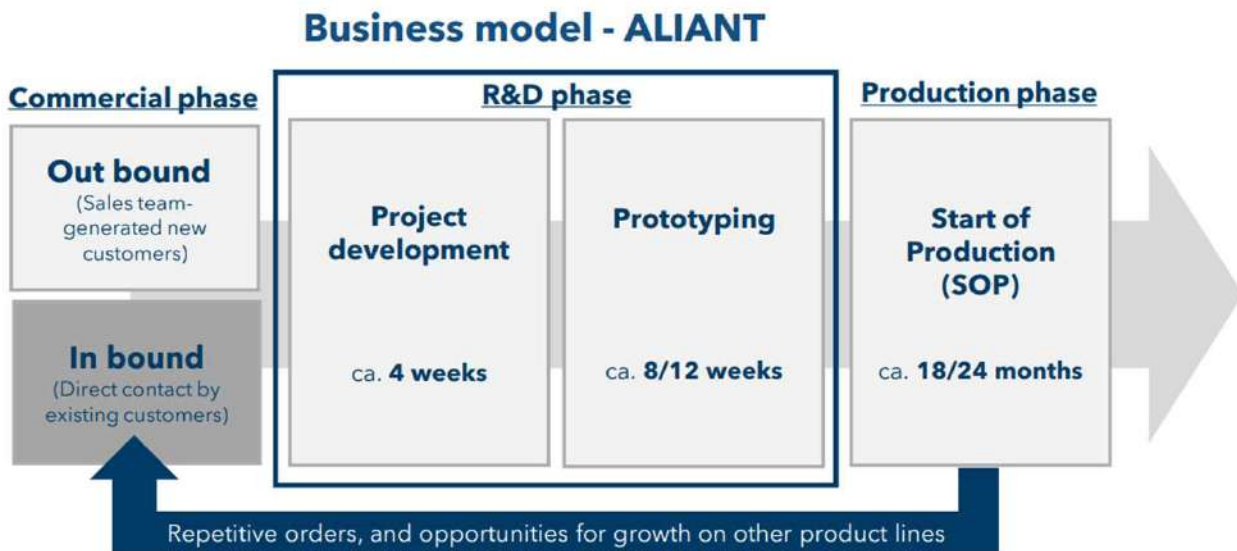 Business model - ALIANT
Commercial phase
R&D phase
Production phase
Out bound
(Sales team-
generated new
customers)
In bound
(Direct contact by
existing customers)
Project
development
ca. 4 weeks
Prototyping
ca. 8/12 weeks
Start of
Production
(SOP)
ca. 18/24 months
Repetitive orders, and opportunities for growth on other product lines